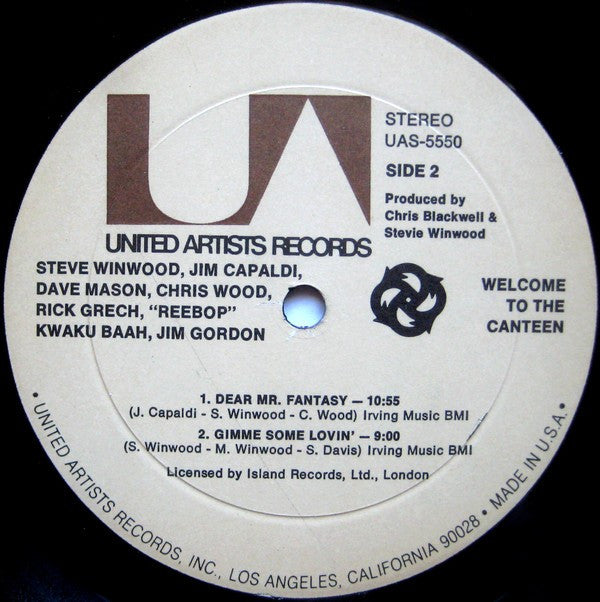 UA
UNITED ARTISTS RECORDS
STEREO
UAS-5550
SIDE 2
Produced by
Chris Blackwell &
Stevie Winwood
STEVE WINWOOD, JIM CAPALDI,
DAVE MASON, CHRIS WOOD,
RICK GRECH, “REEBOP”
KWAKU BAAH, JIM GORDON
WELCOME
TO THE
CANTEEN
1. DEAR MR. FANTASY — 10:55
(J. Capaldi - S. Winwood - C. Wood) Irving Music BMI
2. GIMME SOME LOVIN’ — 9:00
(S. Winwood - M. Winwood - S. Davis) Irving Music BMI
Licensed by Island Records, Ltd., London
• UNITED ARTISTS RECORDS, INC., LOS ANGELES, CALIFORNIA 90028 • MADE IN U.S.A. •